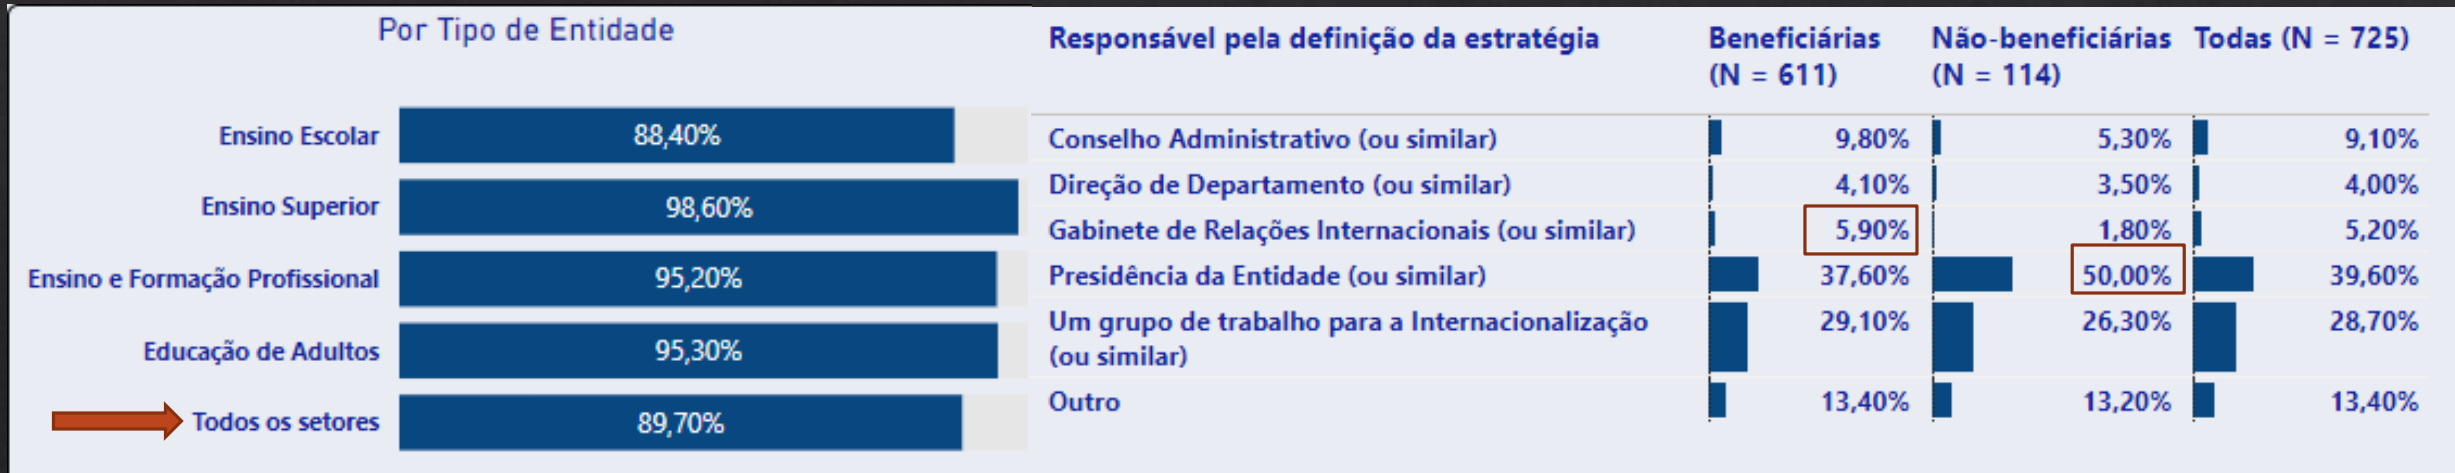 Por Tipo de Entidade
Ensino Escolar 88,40%
Ensino Superior 98,60%
Ensino e Formação Profissional 95,20%
Educação de Adultos 95,30%
Todos os setores 89,70%
Responsável pela definição da estratégia Beneficiárias Não-beneficiárias Todas (N = 725)
(N = 611) (N = 114)
Conselho Administrativo (ou similar) 9,80% 5,30% 9,10%
Direção de Departamento (ou similar) 4,10% 3,50% 4,00%
Gabinete de Relações Internacionais (ou similar) 5,90% 1,80% 5,20%
Presidência da Entidade (ou similar) 37,60% 50,00% 39,60%
Um grupo de trabalho para a Internacionalização 29,10% 26,30% 28,70%
(ou similar)
Outro 13,40% 13,20% 13,40%